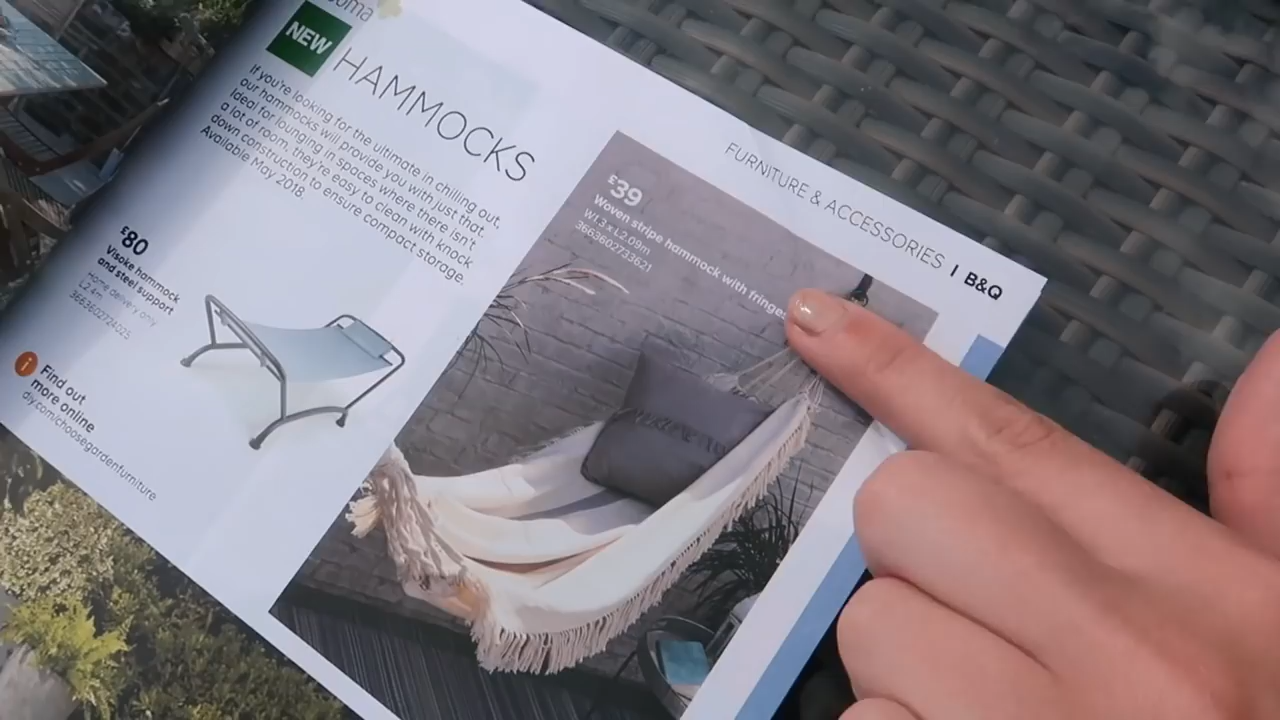 NEW
HAMMOCKS
If you're looking for the ultimate in chilling out,
our hammocks will provide you with just that.
Ideal for lounging in spaces where there isn't
a lot of room, they're easy to clean with knock
down construction to ensure compact storage.
Available May 2018.
£80
Visoke hammock
and steel support
Home delivery only
L2.4m
3663602724025
i Find out
more online
diy.com/choosegardenfurniture
FURNITURE & ACCESSORIES | B&Q
£39
Woven stripe hammock with fringes
W1.3 x L2.09m
3663602733621